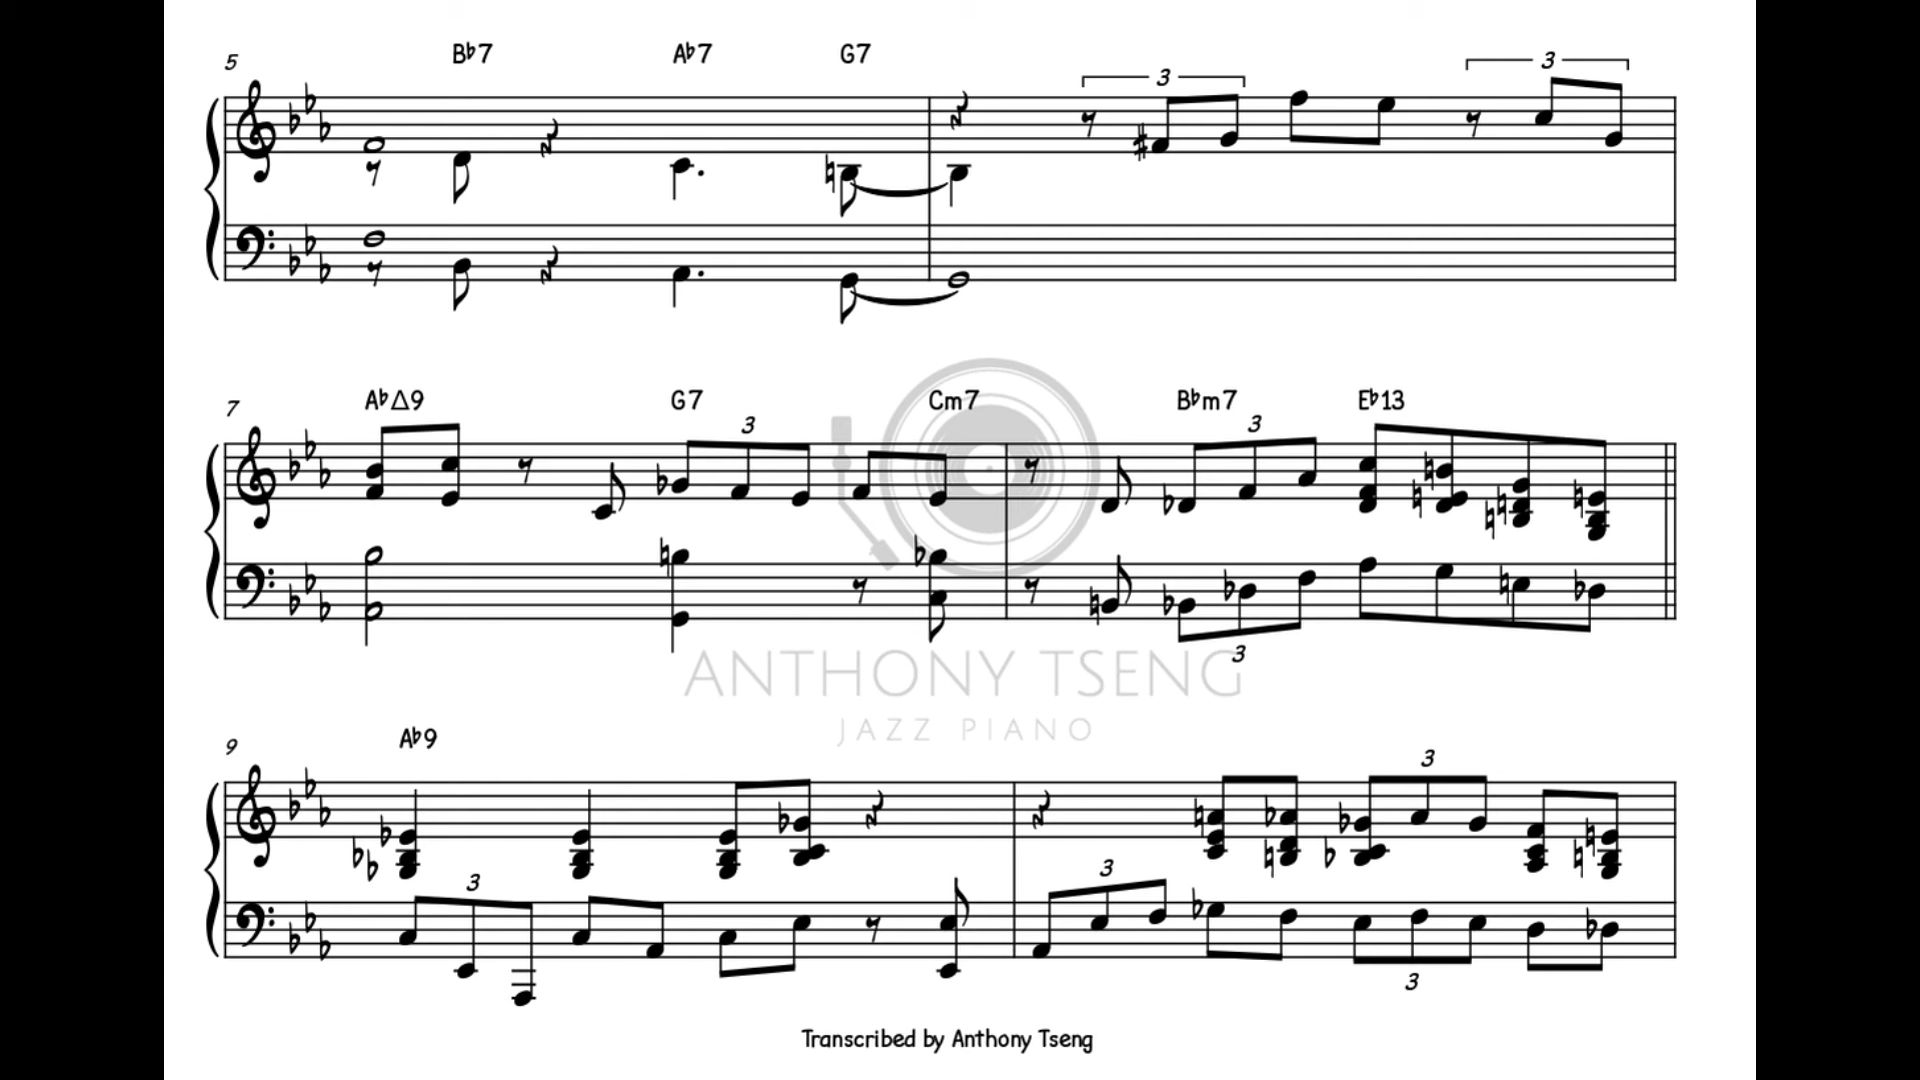 5 B♭7 A♭7 G7
3 3
7 A♭Δ9 G7 Cm7 B♭m7 E♭13
3 3
ANTHONY TSENG
3
JAZZ PIANO
9 A♭9
3
3 3
3
Transcribed by Anthony Tseng